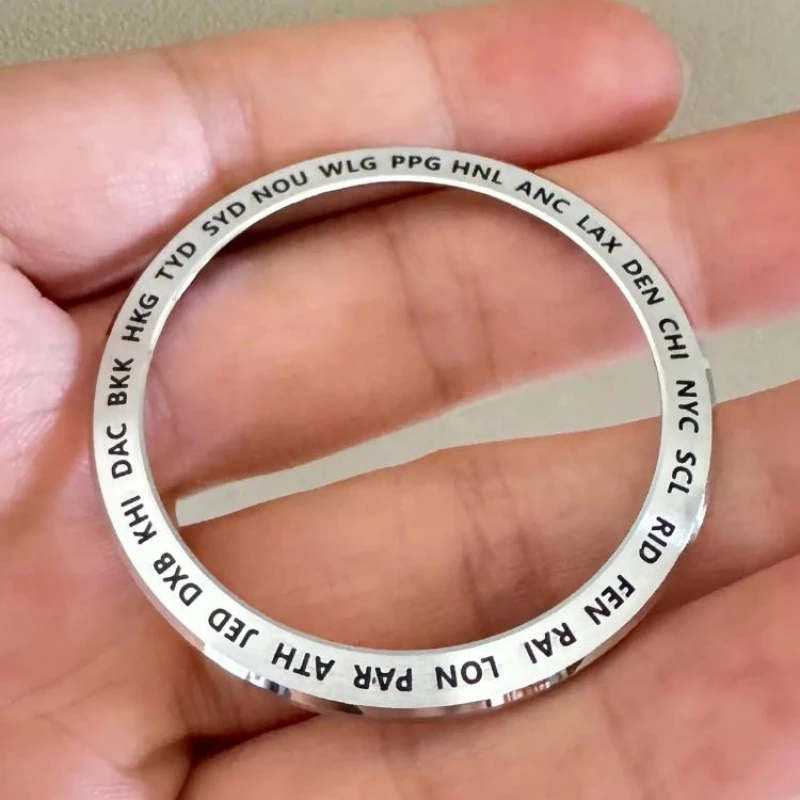 PPG HNL ANC LAX DEN CHI NYC SCL RID FEN RAI LON PAR ATH JED DXB KHI DAC BKK HKG TYD SYD NOU WLG